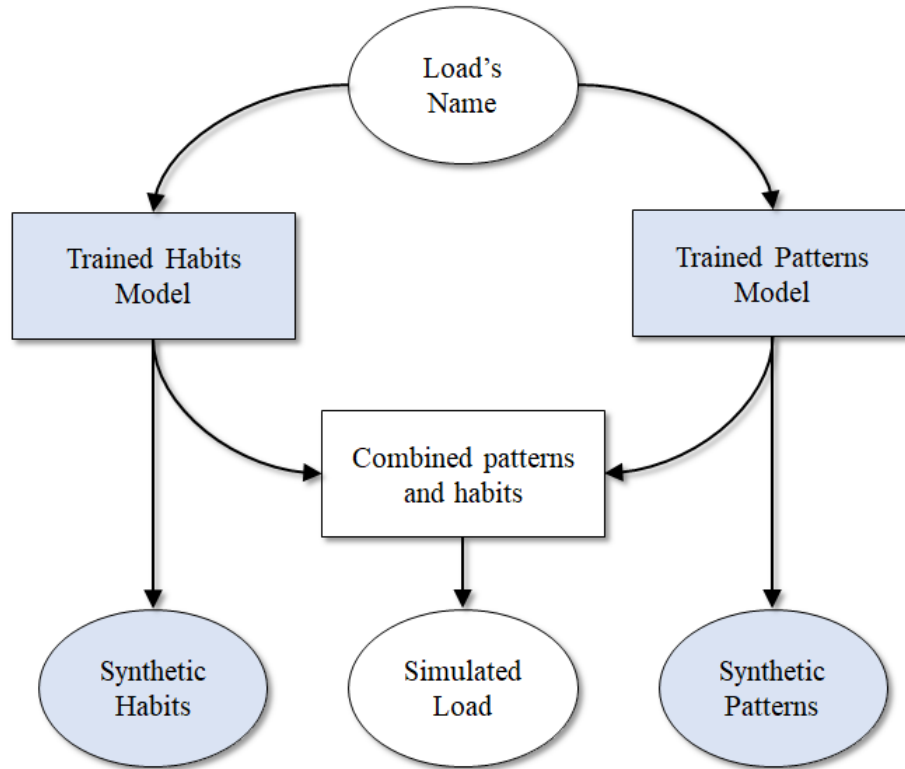 Load's
Name
Trained Habits
Model
Trained Patterns
Model
Combined patterns
and habits
Synthetic
Habits
Simulated
Load
Synthetic
Patterns